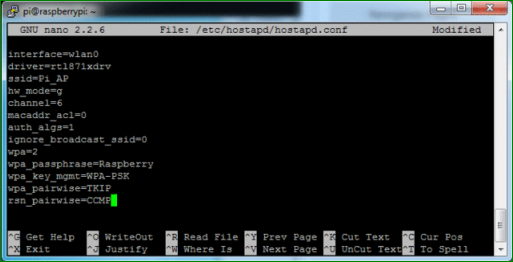 pi@raspberrypi: ~
GNU nano 2.2.6 File: /etc/hostapd/hostapd.conf Modified
interface=wlan0
driver=rtl871xdrv
ssid=Pi_AP
hw_mode=g
channel=6
macaddr_acl=0
auth_algs=1
ignore_broadcast_ssid=0
wpa=2
wpa_passphrase=Raspberry
wpa_key_mgmt=WPA-PSK
wpa_pairwise=TKIP
rsn_pairwise=CCMP
^G Get Help ^O WriteOut ^R Read File ^Y Prev Page ^K Cut Text ^C Cur Pos
^X Exit ^J Justify ^W Where Is ^V Next Page ^U UnCut Text ^T To Spell